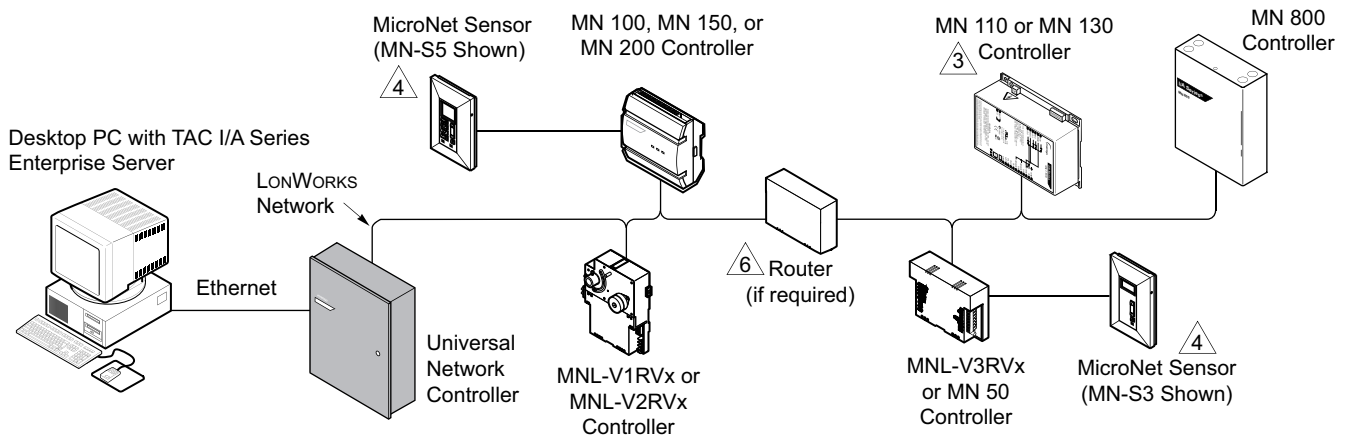 MicroNet Sensor
(MN-S5 Shown)
4
MN 100, MN 150, or
MN 200 Controller
MN 110 or MN 130
3
Controller
MN 800
Controller
Desktop PC with TAC I/A Series
Enterprise Server
LONWORKS
Network
Ethernet
Universal
Network
Controller
MNL-V1RVx or
MNL-V2RVx
Controller
6
Router
(if required)
MNL-V3RVx
or MN 50
Controller
4
MicroNet Sensor
(MN-S3 Shown)